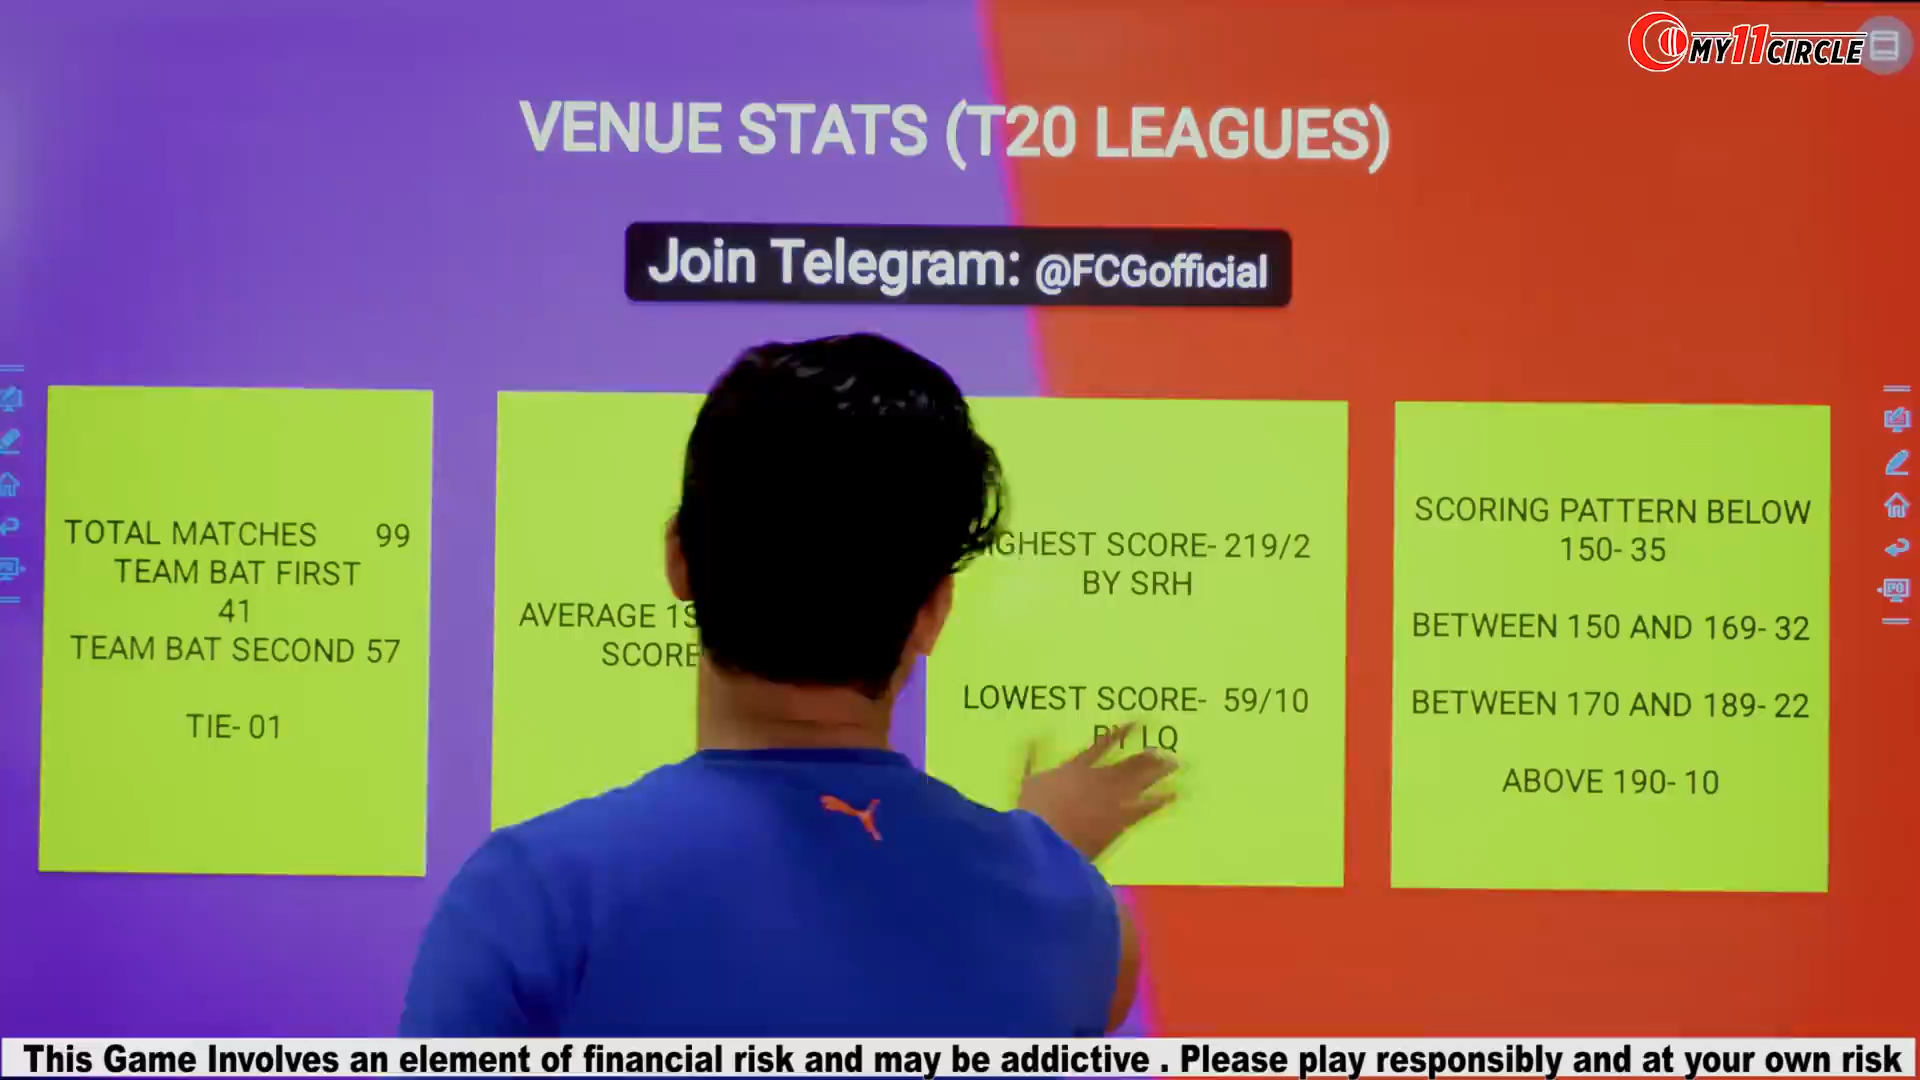 MY11CIRCLE
VENUE STATS (T20 LEAGUES)
Join Telegram: @FCGofficial
TOTAL MATCHES 99
TEAM BAT FIRST
41
TEAM BAT SECOND 57
TIE- 01
AVERAGE
SCORE
SCORE- 219/2
BY SRH
LOWEST SCORE- 59/10
BY LQ
SCORING PATTERN BELOW
150- 35
BETWEEN 150 AND 169- 32
BETWEEN 170 AND 189- 22
ABOVE 190- 10
This Game Involves an element of financial risk and may be addictive . Please play responsibly and at your own risk